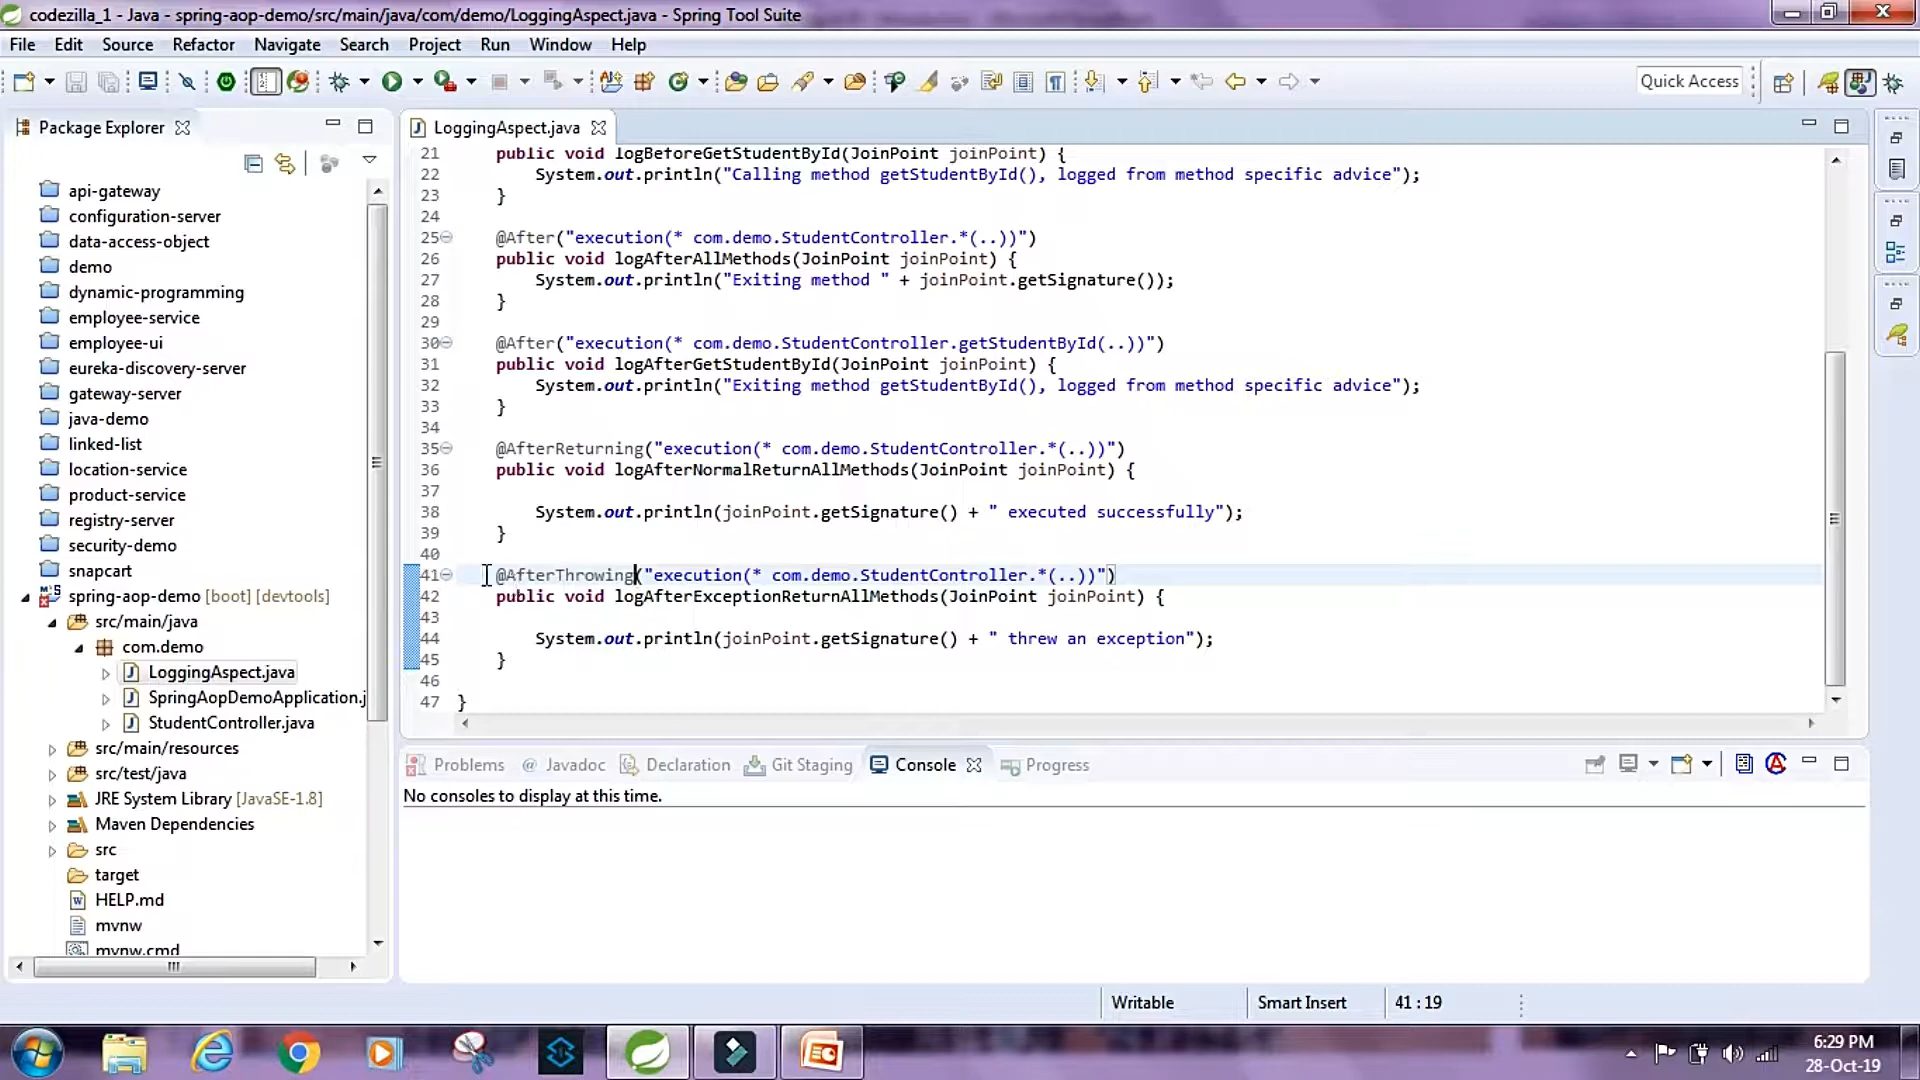 codezilla_1 - Java - spring-aop-demo/src/main/java/com/demo/LoggingAspect.java - Spring Tool Suite
File Edit Source Refactor Navigate Search Project Run Window Help
Quick Access
Package Explorer
api-gateway
configuration-server
data-access-object
demo
dynamic-programming
employee-service
employee-ui
eureka-discovery-server
gateway-server
java-demo
linked-list
location-service
product-service
registry-server
security-demo
snapcart
spring-aop-demo [boot] [devtools]
src/main/java
com.demo
LoggingAspect.java
SpringAopDemoApplication.j
StudentController.java
src/main/resources
src/test/java
JRE System Library [JavaSE-1.8]
Maven Dependencies
src
target
HELP.md
mvnw
mvnw.cmd
LoggingAspect.java
21 public void logBeforeGetStudentById(JoinPoint joinPoint) {
22 System.out.println("Calling method getStudentById(), logged from method specific advice");
23 }
24
25 @After("execution(* com.demo.StudentController.*(..))")
26 public void logAfterAllMethods(JoinPoint joinPoint) {
27 System.out.println("Exiting method " + joinPoint.getSignature());
28 }
29
30 @After("execution(* com.demo.StudentController.getStudentById(..))")
31 public void logAfterGetStudentById(JoinPoint joinPoint) {
32 System.out.println("Exiting method getStudentById(), logged from method specific advice");
33 }
34
35 @AfterReturning("execution(* com.demo.StudentController.*(..))")
36 public void logAfterNormalReturnAllMethods(JoinPoint joinPoint) {
37
38 System.out.println(joinPoint.getSignature() + " executed successfully");
39 }
40
41 @AfterThrowing("execution(* com.demo.StudentController.*(..))")
42 public void logAfterExceptionReturnAllMethods(JoinPoint joinPoint) {
43
44 System.out.println(joinPoint.getSignature() + " threw an exception");
45 }
46
47 }
Problems @ Javadoc Declaration Git Staging Console Progress
No consoles to display at this time.
Writable Smart Insert 41 : 19
6:29 PM
28-Oct-19